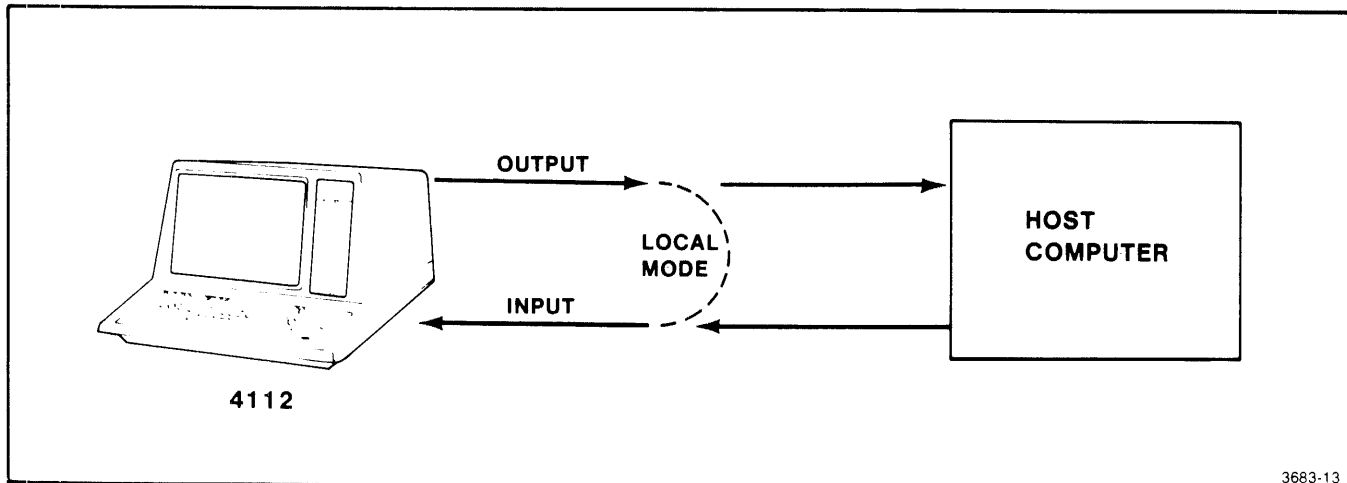 OUTPUT
LOCAL
MODE
INPUT
HOST
COMPUTER
4112
3683-13